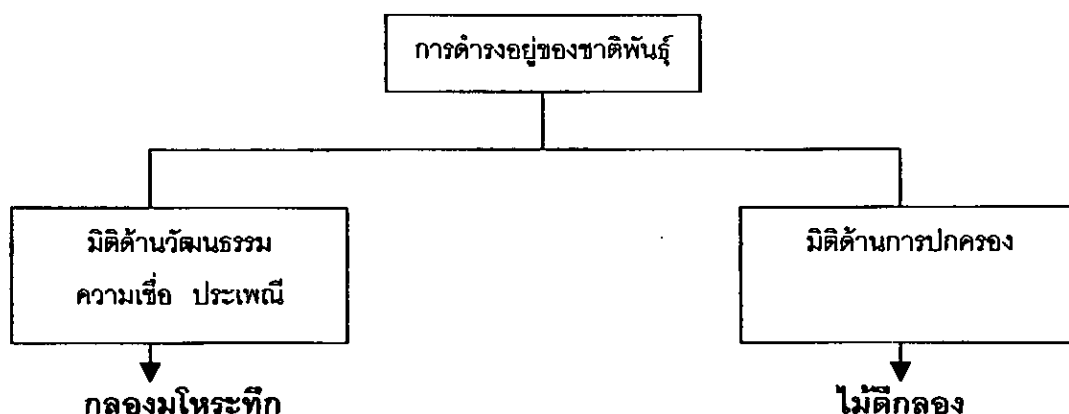 การดำรงอยู่ของชาติพันธุ์
มิติด้านวัฒนธรรม
ความเชื่อ ประเพณี
มิติด้านการปกครอง
กลองมโหระทึก
ไม้ตีกลอง